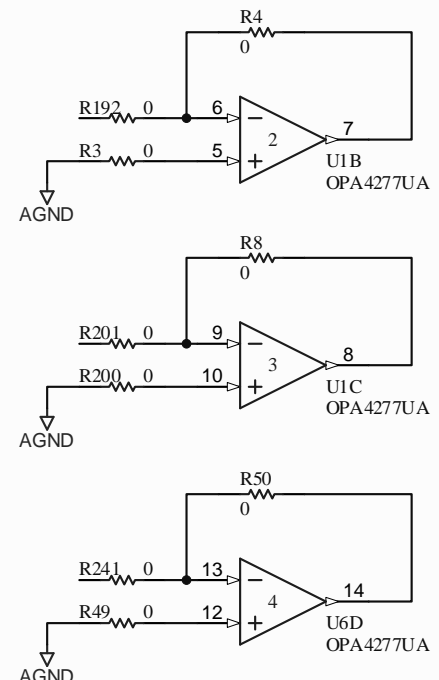 R4
0
R192 0 6
2
7
R3 0 5
U1B
AGND
OPA4277UA
R8
0
R201 0 9
3
8
R200 0 10
U1C
AGND
OPA4277UA
R50
0
R241 0 13
4
14
R49 0 12
U6D
OPA4277UA
AGND